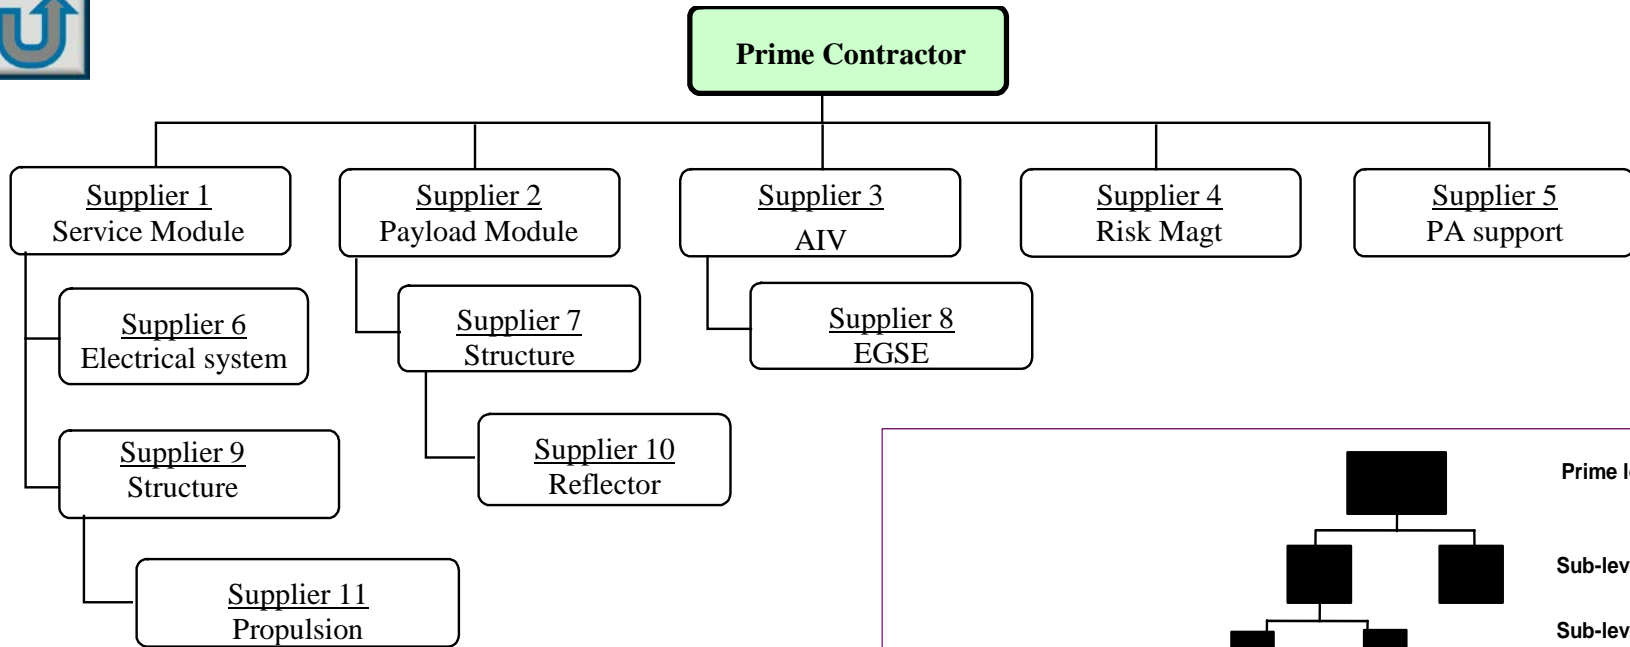 Prime Contractor
Supplier 1
Service Module
Supplier 2
Payload Module
Supplier 3
AIV
Supplier 4
Risk Magt
Supplier 5
PA support
Supplier 6
Electrical system
Supplier 7
Structure
Supplier 8
EGSE
Supplier 9
Structure
Supplier 10
Reflector
Supplier 11
Propulsion
Prime